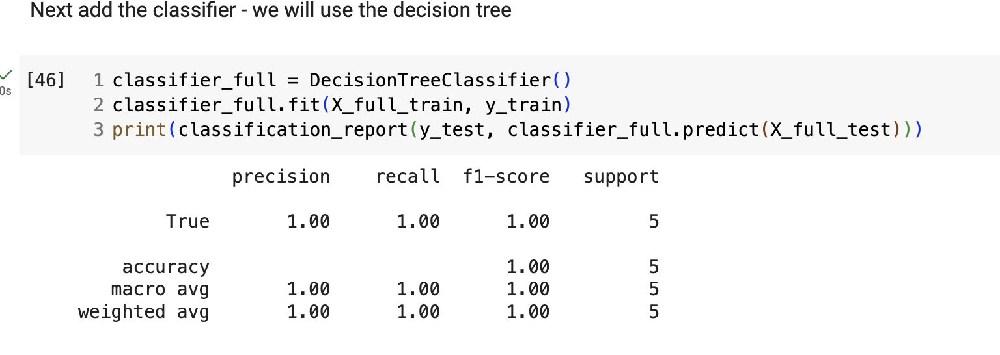 Next add the classifier - we will use the decision tree
0s
[46]
1 classifier_full = DecisionTreeClassifier()
2 classifier_full.fit(X_full_train, y_train)
3 print(classification_report(y_test, classifier_full.predict(X_full_test)))
precision recall f1-score support
True 1.00 1.00 1.00 5
accuracy 1.00 5
macro avg 1.00 1.00 1.00 5
weighted avg 1.00 1.00 1.00 5